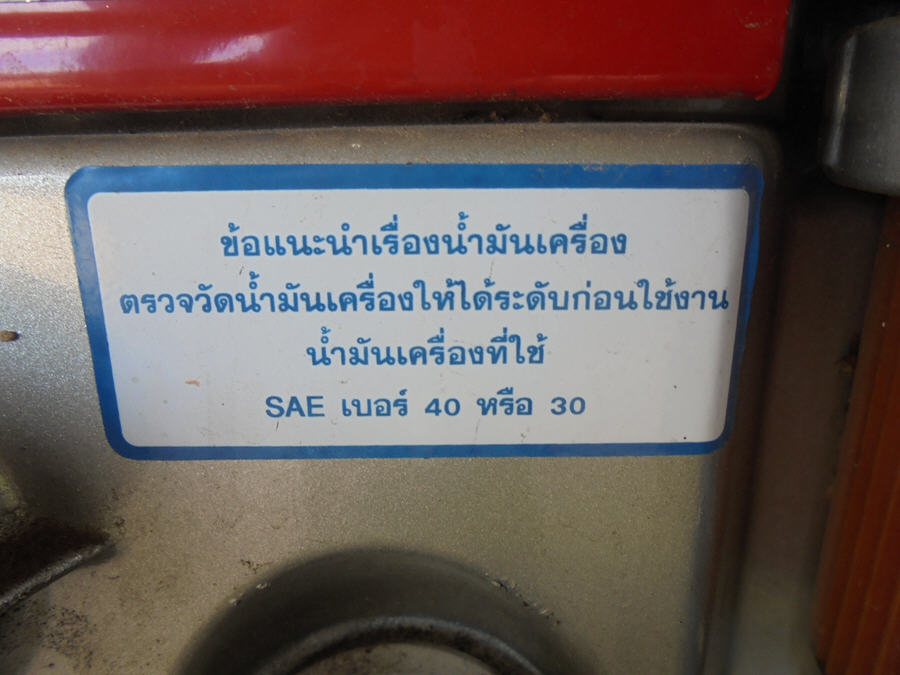 ข้อแนะนำเรื่องน้ำมันเครื่อง
ตรวจวัดน้ำมันเครื่องให้ได้ระดับก่อนใช้งาน
น้ำมันเครื่องที่ใช้
SAE เบอร์ 40 หรือ 30